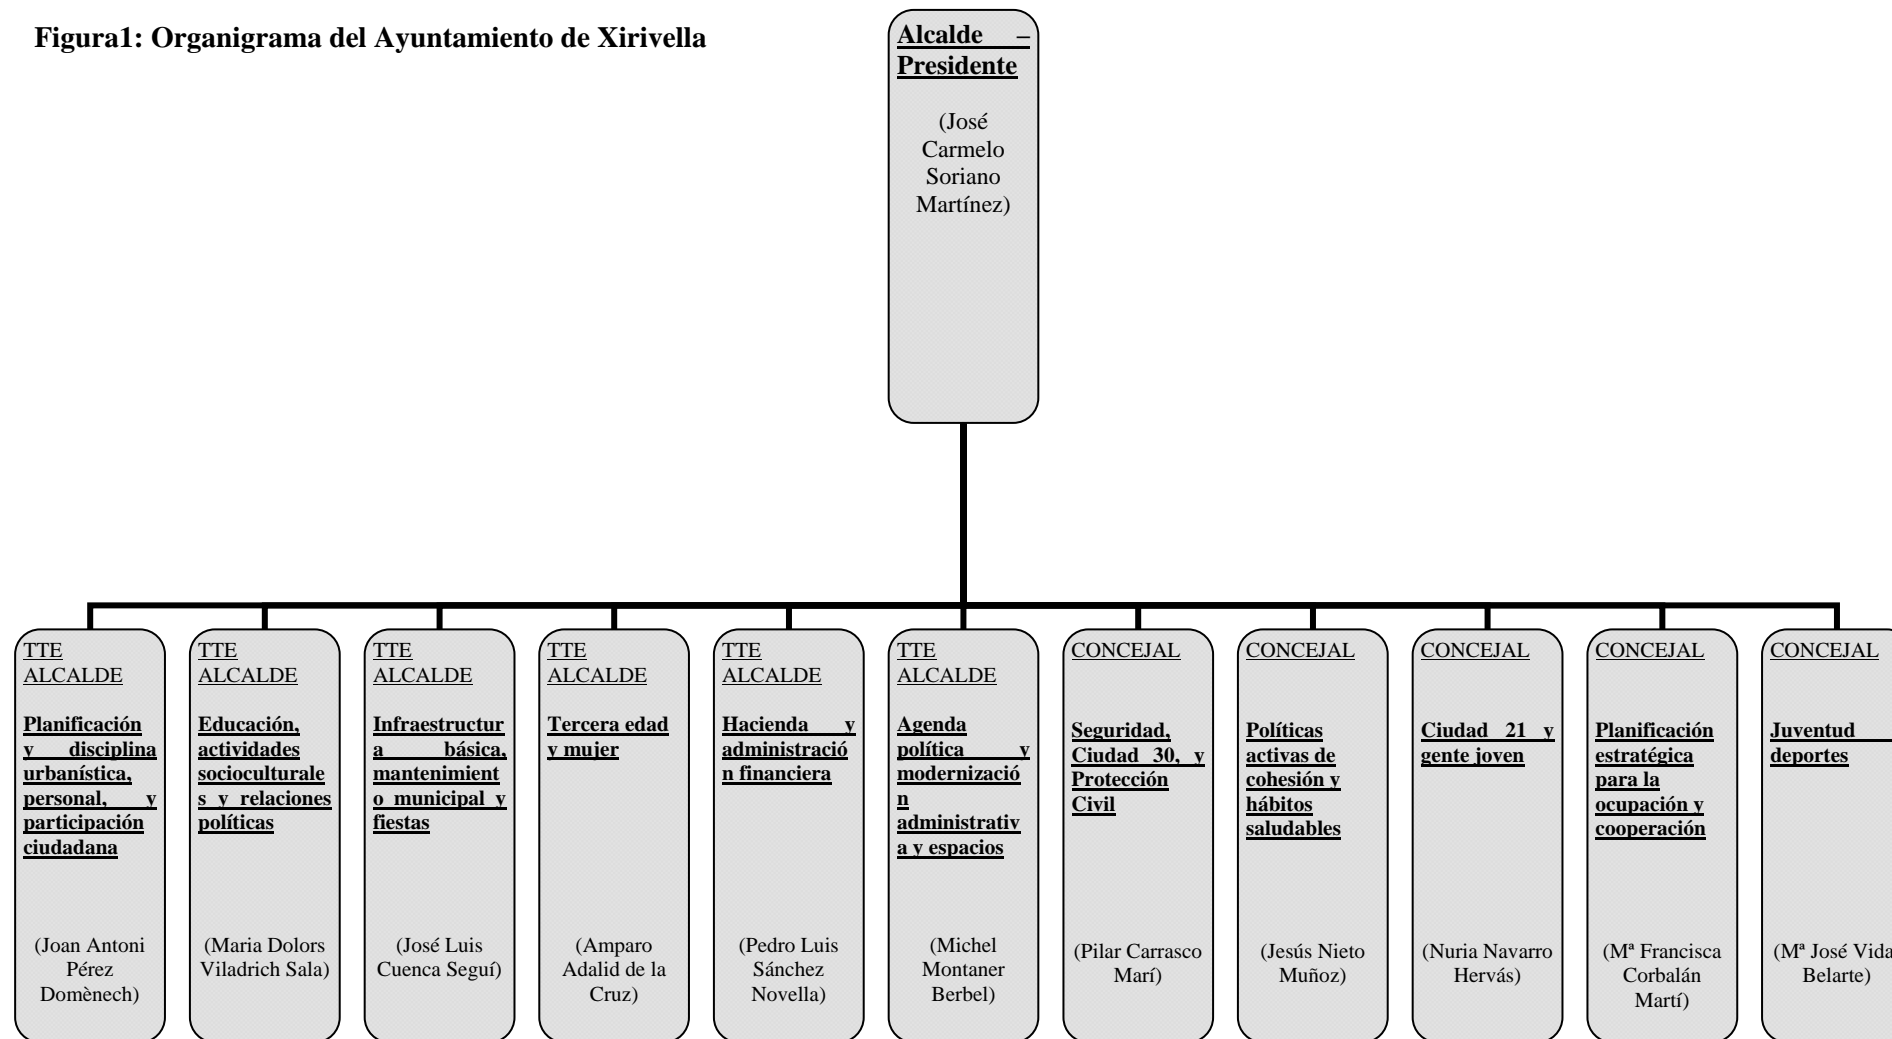 Figura1: Organigrama del Ayuntamiento de Xirivella
Alcalde –
Presidente
(José
Carmelo
Soriano
Martínez)
TTE
ALCALDE
Planificación
y disciplina
urbanística,
personal, y
participación
ciudadana
(Joan Antoni
Pérez
Domènech)
TTE
ALCALDE
Educación,
actividades
socioculturale
s y relaciones
políticas
(Maria Dolors
Viladrich Sala)
TTE
ALCALDE
Infraestructur
a básica,
mantenimient
o municipal y
fiestas
(José Luis
Cuenca Seguí)
TTE
ALCALDE
Tercera edad
y mujer
(Amparo
Adalid de la
Cruz)
TTE
ALCALDE
Hacienda y
administració
n financiera
(Pedro Luis
Sánchez
Novella)
TTE
ALCALDE
Agenda
política y
modernizació
n
administrativ
a y espacios
(Michel
Montaner
Berbel)
CONCEJAL
Seguridad,
Ciudad 30, y
Protección
Civil
(Pilar Carrasco
Marí)
CONCEJAL
Políticas
activas de
cohesión y
hábitos
saludables
(Jesús Nieto
Muñoz)
CONCEJAL
Ciudad 21 y
gente joven
(Nuria Navarro
Hervás)
CONCEJAL
Planificación
estratégica
para la
ocupación y
cooperación
(Mª Francisca
Corbalán
Martí)
CONCEJAL
Juventud
deportes
(Mª José Vida
Belarte)